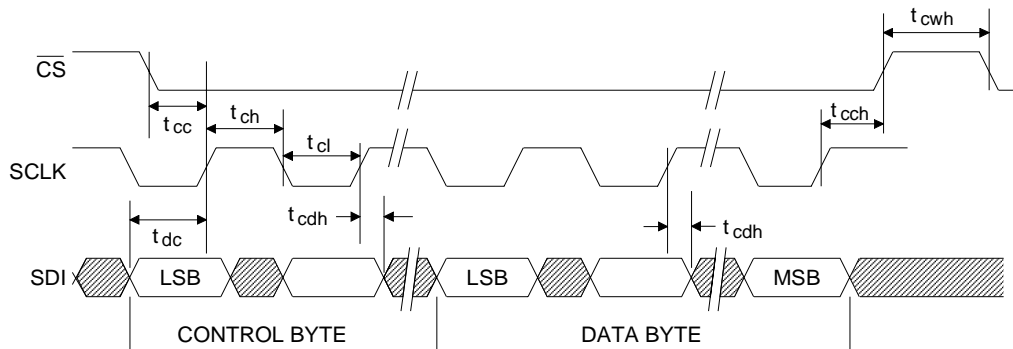 t cwh
CS
t cc
t ch
t cl
t cch
SCLK
t cdh
t dc
t cdh
SDI
LSB
LSB
MSB
CONTROL BYTE
DATA BYTE